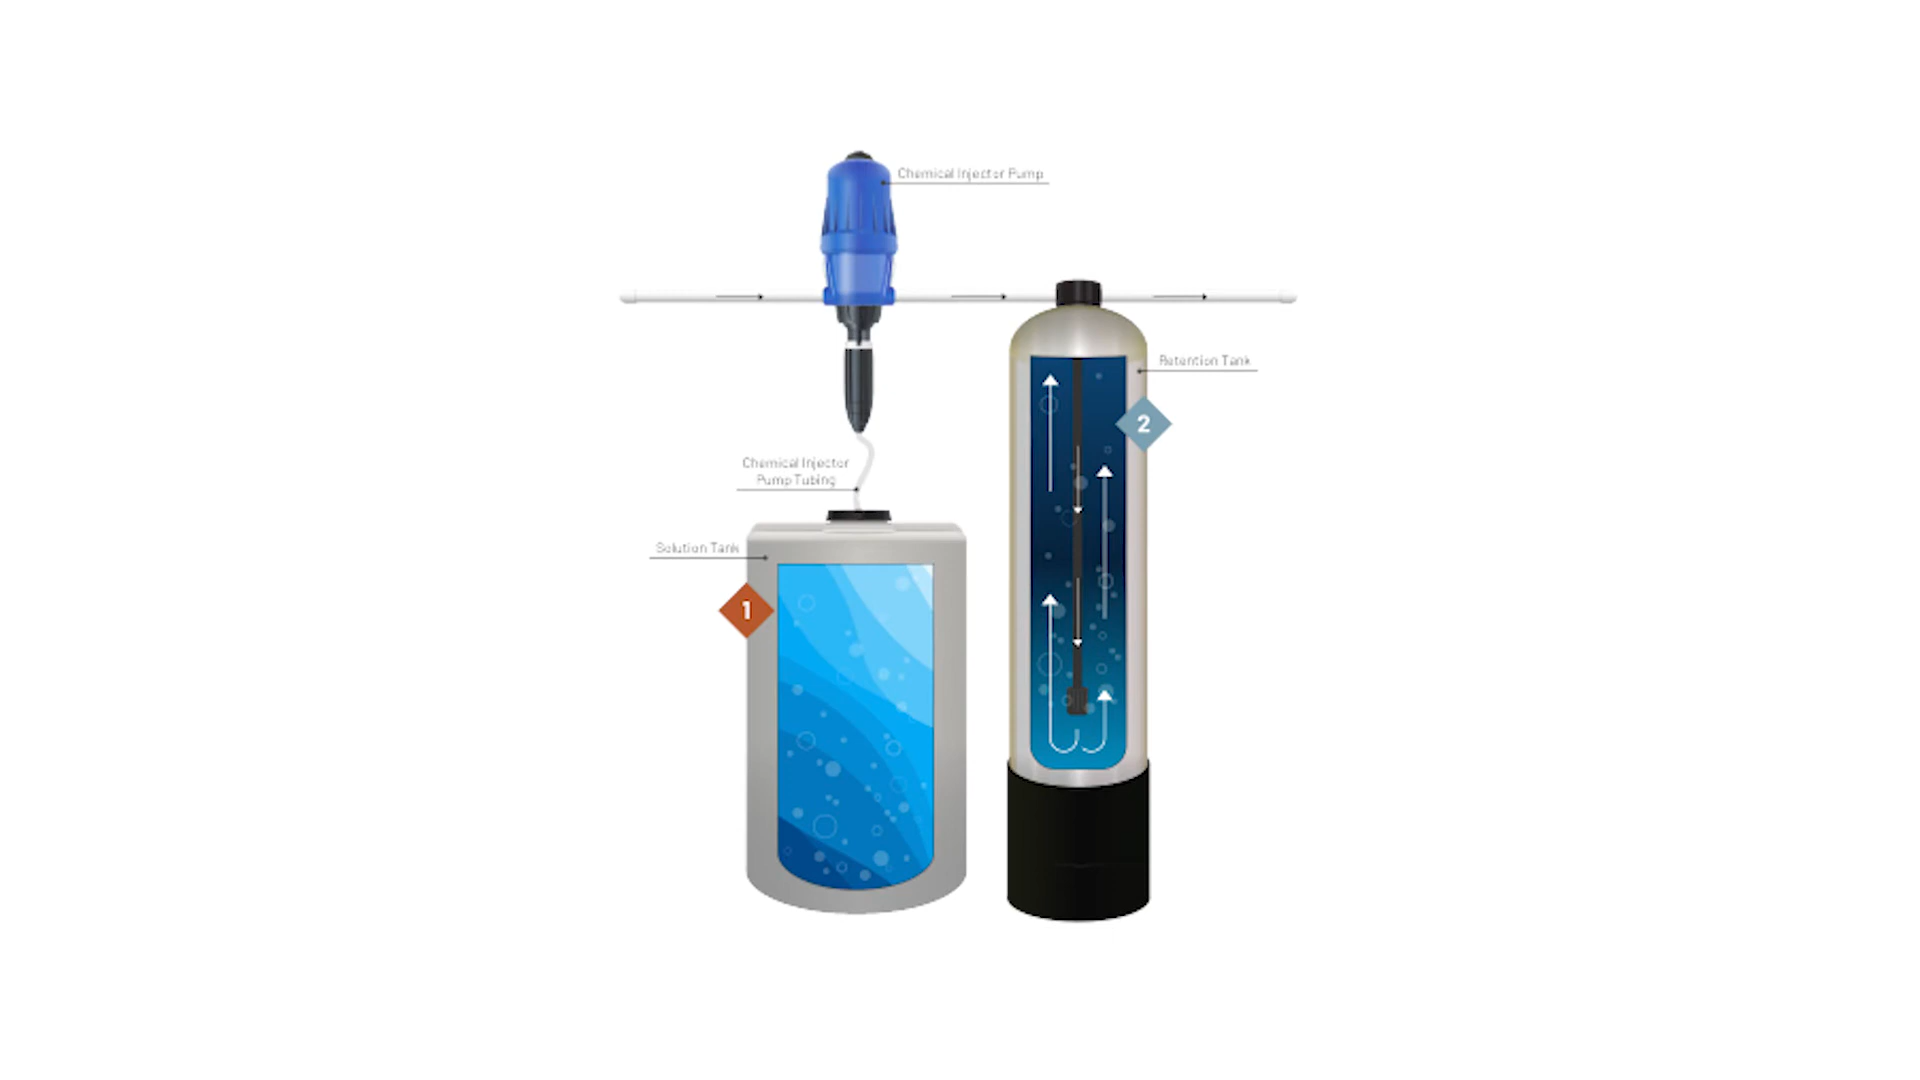 Chemical Injector Pump
Retention Tank
2
Chemical Injector
Pump Tubing
Solution Tank
1